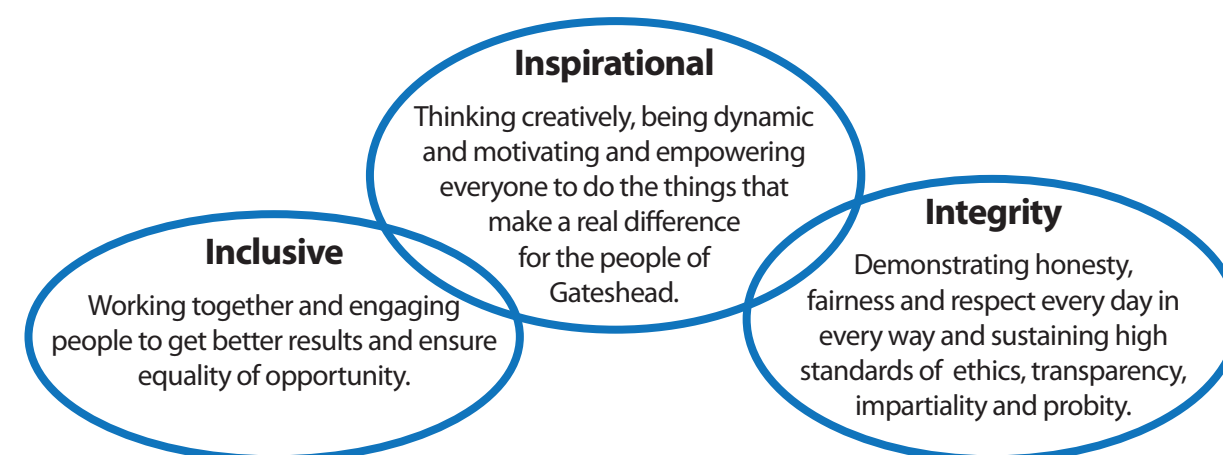 Inspirational
Thinking creatively, being dynamic
and motivating and empowering
everyone to do the things that
make a real difference
for the people of
Gateshead.
Inclusive
Working together and engaging
people to get better results and ensure
equality of opportunity.
Integrity
Demonstrating honesty,
fairness and respect every day in
every way and sustaining high
standards of ethics, transparency,
impartiality and probity.